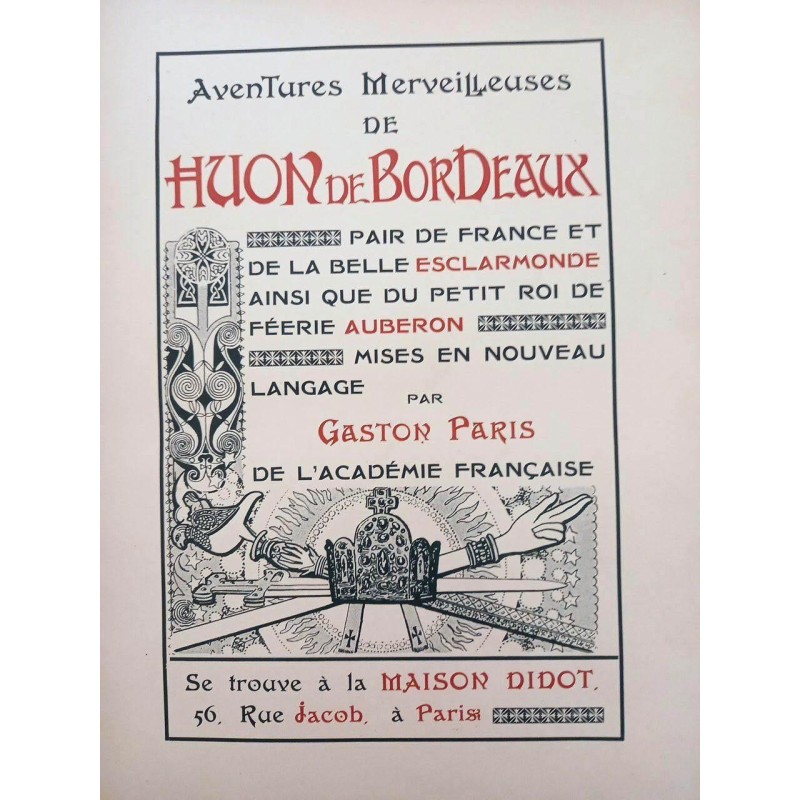 Aventures Merveilleuses
DE
HUON DE BORDEAUX
PAIR DE FRANCE ET
DE LA BELLE ESCLARMONDE
AINSI QUE DU PETIT ROI DE
FÉERIE AUBERON
MISES EN NOUVEAU
LANGAGE
PAR
GASTON PARIS
DE L'ACADÉMIE FRANÇAISE
Se trouve à la MAISON DIDOT,
56, Rue Jacob, à Paris